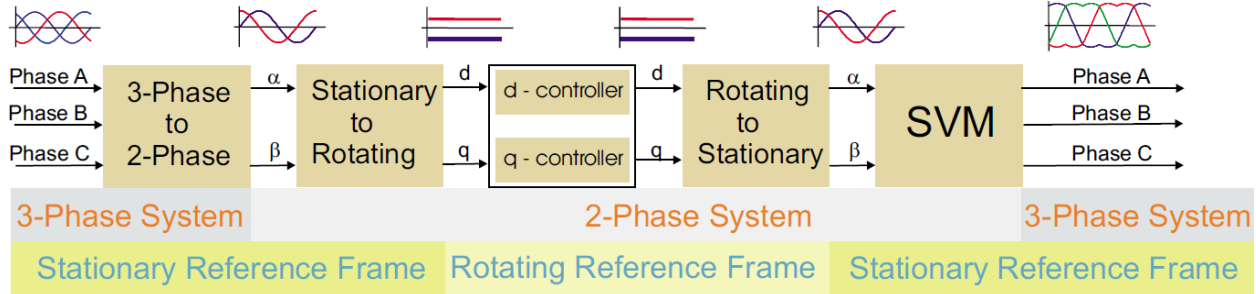 Phase A
Phase B
Phase C
3-Phase
to
2-Phase
α
β
Stationary
to
Rotating
d
q
d - controller
q - controller
d
q
Rotating
to
Stationary
α
β
SVM
Phase A
Phase B
Phase C
3-Phase System
2-Phase System
3-Phase System
Stationary Reference Frame
Rotating Reference Frame
Stationary Reference Frame